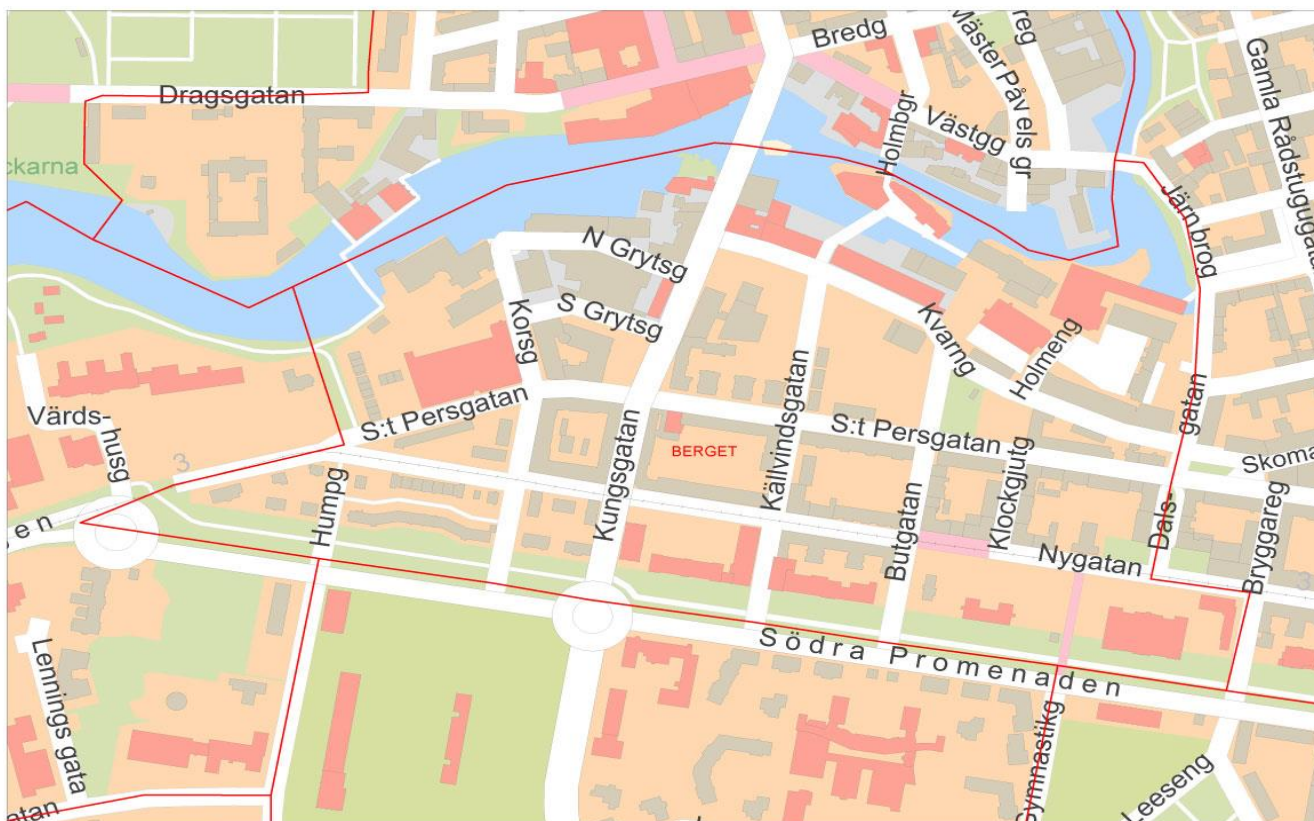 Bredg
Mäster Påvels gr
reg
Gamla Rådstugugata
Dragsgatan
Holmbgr
Västgg
ckarna
Järnbrog
N Grytsg
S Grytsg
Korsg
Kvarng
Holmeng
Värds-
husg
S:t Persgatan
Kungsgatan
BERGET
Källvindsgatan
S:t Persgatan
gatan
Skoma
3
Humpg
Butgatan
Klockgjutg
Dals-
Nygatan
Bryggareg
en
Södra Promenaden
Lennings gata
Gymnastikg
Leeseng
atan